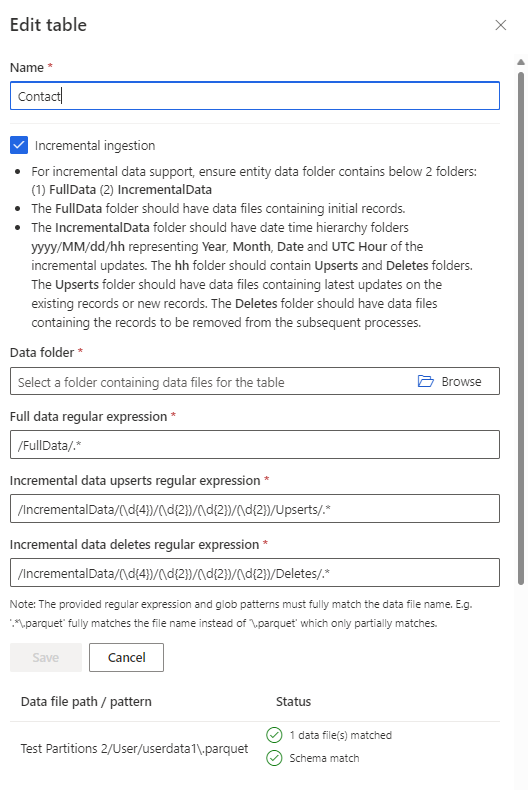 Edit table
Name *
Contact
Incremental ingestion
• For incremental data support, ensure entity data folder contains below 2 folders:
(1) FullData (2) IncrementalData
• The FullData folder should have data files containing initial records.
• The IncrementalData folder should have date time hierarchy folders
yyyy/MM/dd/hh representing Year, Month, Date and UTC Hour of the
incremental updates. The hh folder should contain Upserts and Deletes folders.
The Upserts folder should have data files containing latest updates on the
existing records or new records. The Deletes folder should have data files
containing the records to be removed from the subsequent processes.
Data folder *
Select a folder containing data files for the table Browse
Full data regular expression *
/FullData/.*
Incremental data upserts regular expression *
/IncrementalData/(\d{4})/(\d{2})/(\d{2})/(\d{2})/Upserts/.*
Incremental data deletes regular expression *
/IncrementalData/(\d{4})/(\d{2})/(\d{2})/(\d{2})/Deletes/.*
Note: The provided regular expression and glob patterns must fully match the data file name. E.g.
'.*\.parquet' fully matches the file name instead of '\.parquet' which only partially matches.
Save Cancel
Data file path / pattern Status
Test Partitions 2/User/userdata1\.parquet
1 data file(s) matched
Schema match